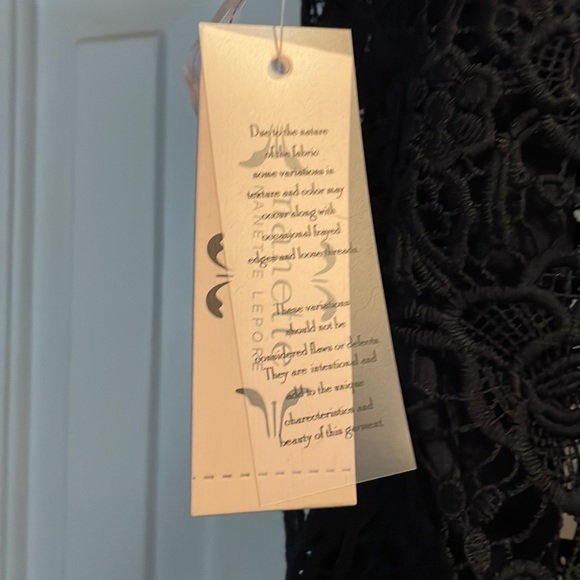 Due to the nature
of the fabric
some variations in
texture and color may
occur along with
occasional frayed
edges and loose threads.
These variations
should not be
considered flaws or defects.
They are intentional and
add to the unique
charecteristics and
beauty of this garment.
nanette
NANETTE LEPORE